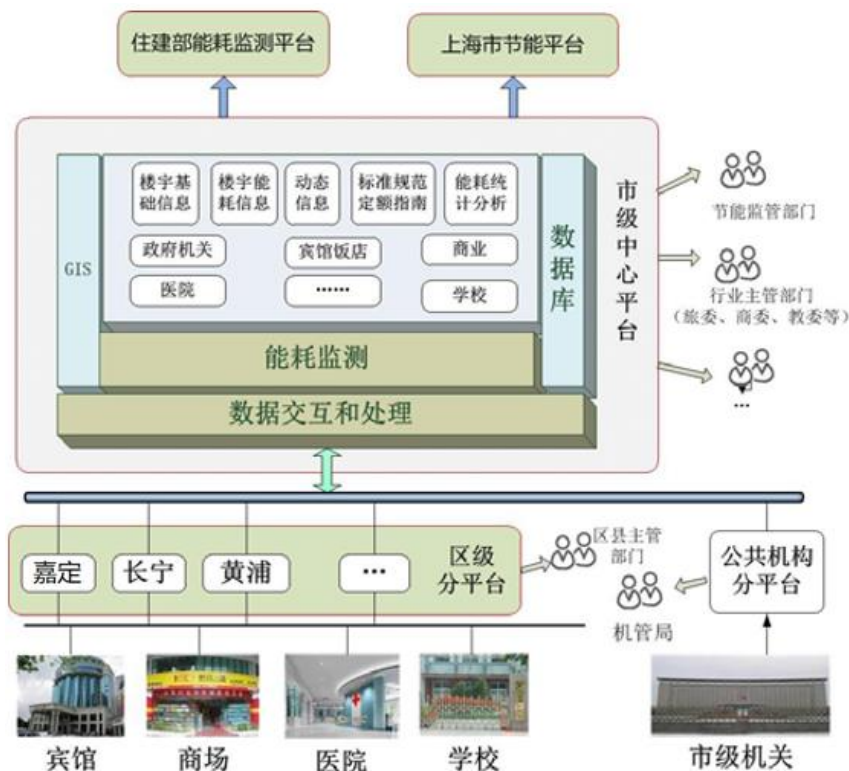 住建部能耗监测平台
上海市节能平台
楼宇基
础信息
楼宇能
耗信息
动态
信息
标准规范
定额指南
能耗统
计分析
政府机关
宾馆饭店
商业
医院
……
学校
GIS
数据库
市级中心平台
能耗监测
数据交互和处理
节能监管部门
行业主管部门
（旅委、商委、教委等）
…
嘉定
长宁
黄浦
…
区级
分平台
区县主管
部门
机管局
公共机构
分平台
宾馆
商场
医院
学校
市级机关